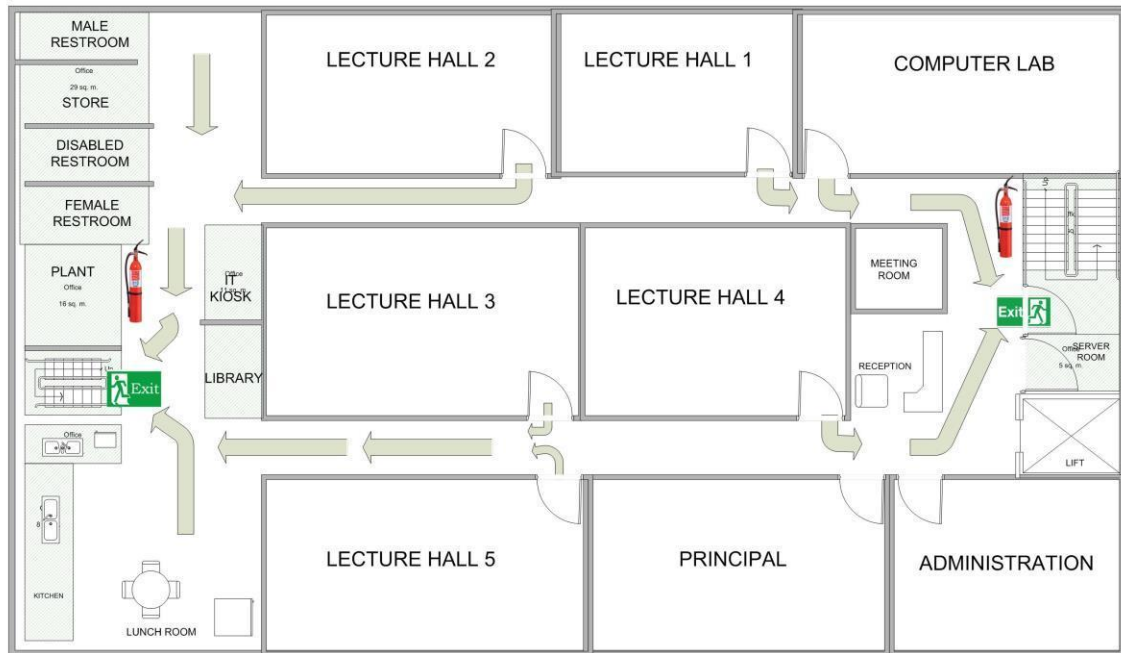 MALE
RESTROOM
Office
29 sq. m.
STORE
DISABLED
RESTROOM
FEMALE
RESTROOM
PLANT
Office
16 sq. m.
Office
IT
KIOSK
LIBRARY
Exit
Office
KITCHEN
LUNCH ROOM
LECTURE HALL 2
LECTURE HALL 1
COMPUTER LAB
LECTURE HALL 3
LECTURE HALL 4
MEETING
ROOM
RECEPTION
Exit
Office
SERVER
ROOM
5 sq. m.
LIFT
LECTURE HALL 5
PRINCIPAL
ADMINISTRATION